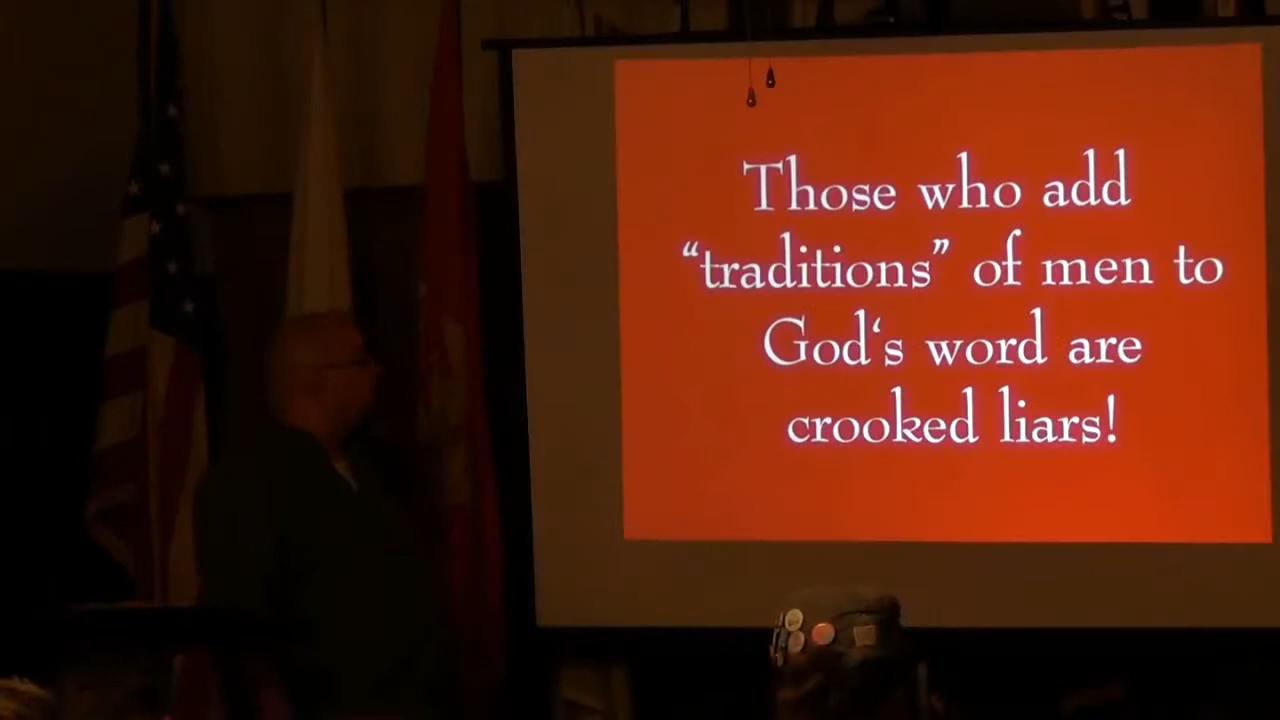 Those who add
“traditions” of men to
God‘s word are
crooked liars!